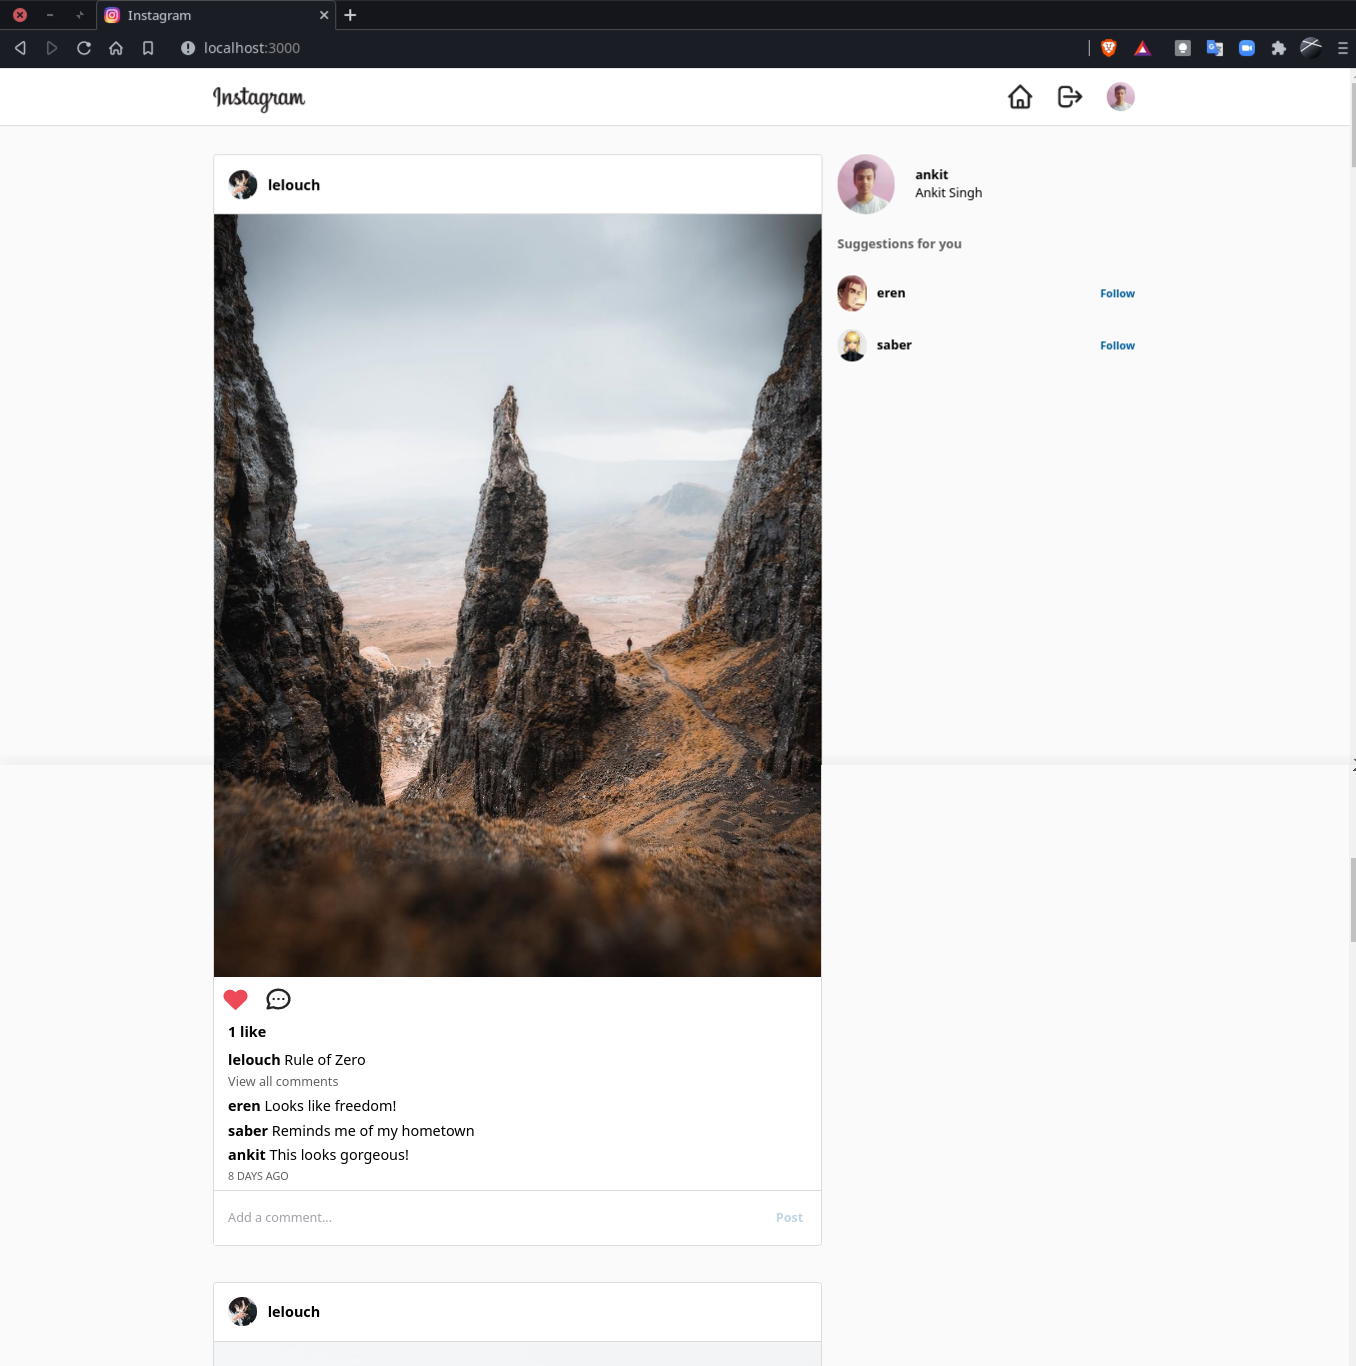 Instagram
localhost:3000
Instagram
lelouch
ankit
Ankit Singh
Suggestions for you
eren Follow
saber Follow
1 like
lelouch Rule of Zero
View all comments
eren Looks like freedom!
saber Reminds me of my hometown
ankit This looks gorgeous!
8 DAYS AGO
Add a comment... Post
lelouch